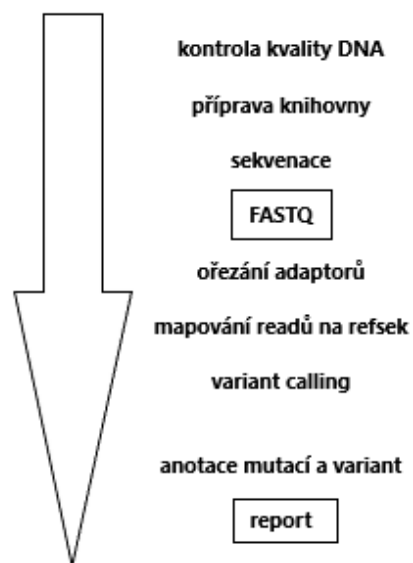 kontrola kvality DNA
příprava knihovny
sekvenace
FASTQ
ořezání adaptorů
mapování readů na refsek
variant calling
anotace mutací a variant
report